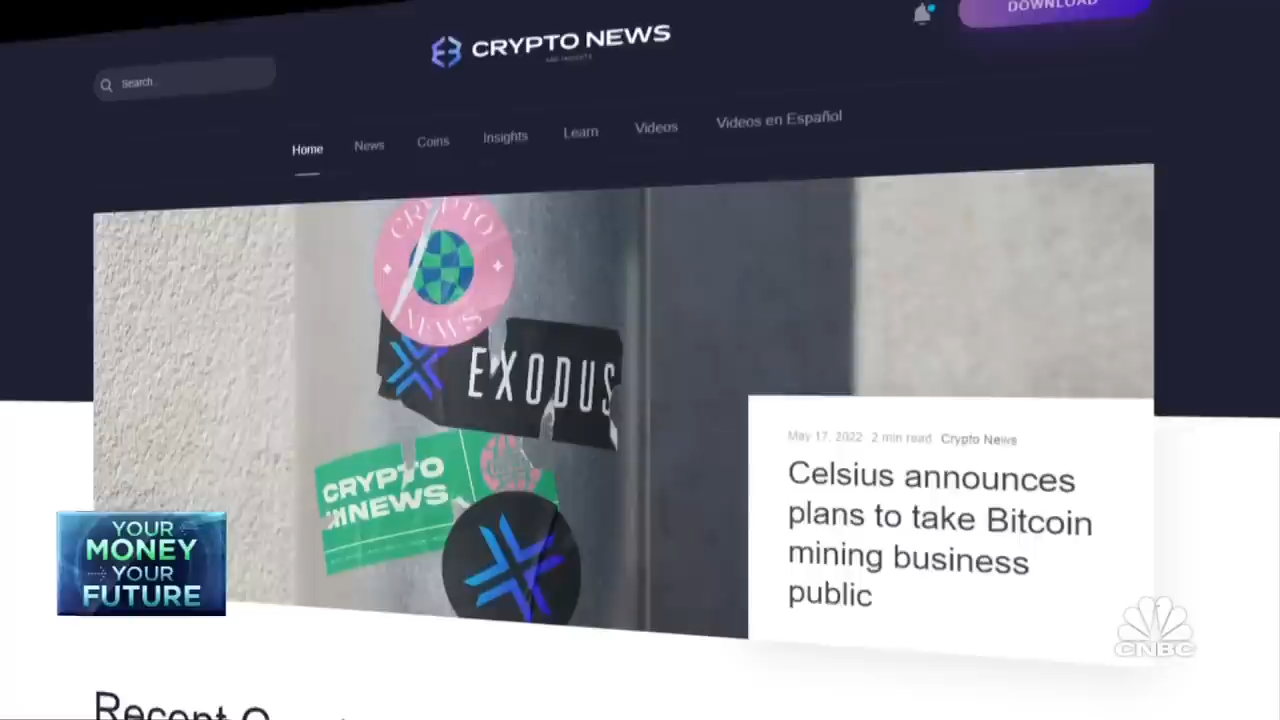 DOWNLOAD
CRYPTO NEWS
Search..
Home
News
Coins
Insights
Learn
Videos
Videos en Español
CRYPTO
NEWS
EXODUS
CRYPTO
NEWS
May 17, 2022 2 min read Crypto News
Celsius announces
plans to take Bitcoin
mining business
public
YOUR
MONEY
YOUR
FUTURE
CNBC
Recent